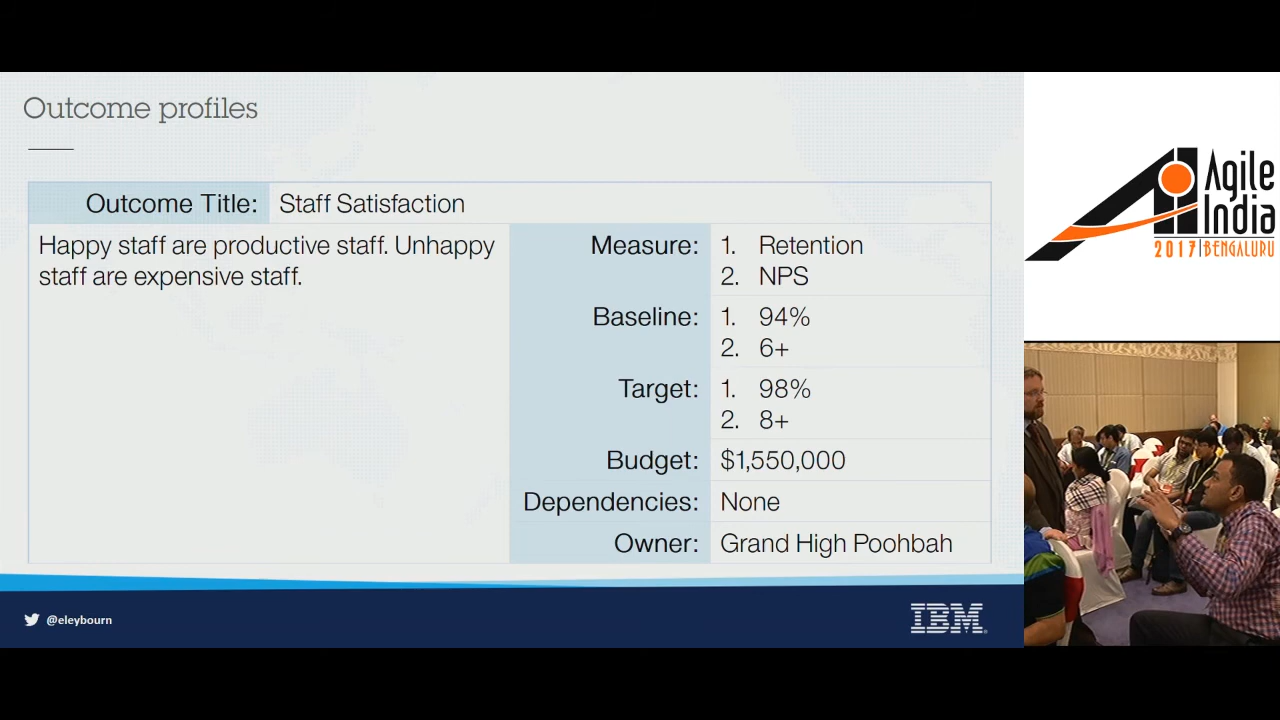 Outcome profiles
Outcome Title: Staff Satisfaction
Happy staff are productive staff. Unhappy
staff are expensive staff.
Measure: 1. Retention
2. NPS
Baseline: 1. 94%
2. 6+
Target: 1. 98%
2. 8+
Budget: $1,550,000
Dependencies: None
Owner: Grand High Poohbah
@eleybourn
IBM
Agile
India
2017 | BENGALURU